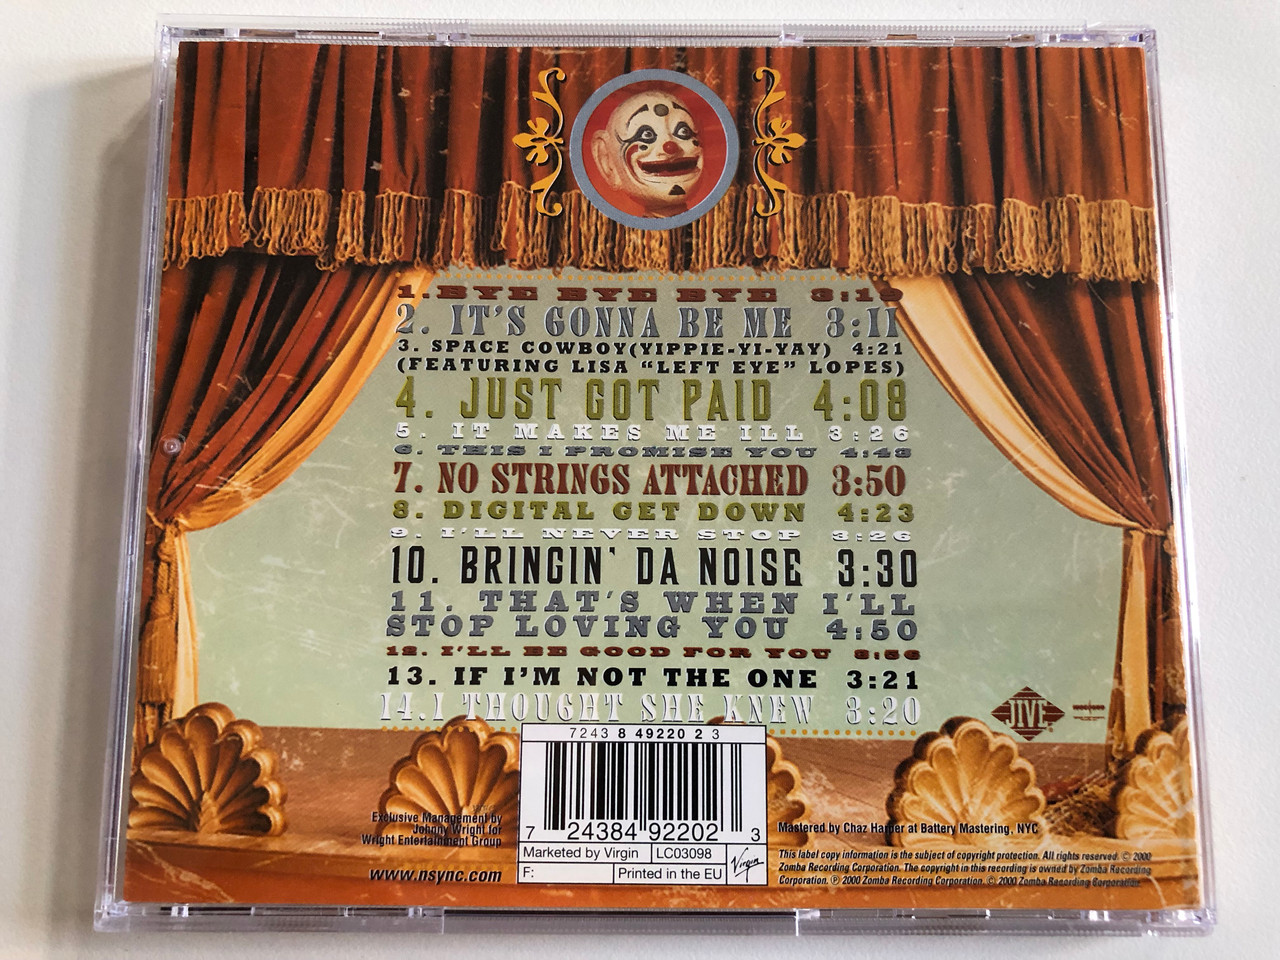 1. BYE BYE BYE 3:19
2. IT'S GONNA BE ME 3:11
3. SPACE COWBOY(YIPPIE-YI-YAY) 4:21
(FEATURING LISA "LEFT EYE" LOPES)
4. JUST GOT PAID 4:08
5. IT MAKES ME ILL 3:26
6. THIS I PROMISE YOU 4:43
7. NO STRINGS ATTACHED 3:50
8. DIGITAL GET DOWN 4:23
9. I'LL NEVER STOP 3:26
10. BRINGIN' DA NOISE 3:30
11. THAT'S WHEN I'LL
STOP LOVING YOU 4:50
12. I'LL BE GOOD FOR YOU 3:56
13. IF I'M NOT THE ONE 3:21
14. I THOUGHT SHE KNEW 3:20
JIVE
7243 8 49220 2 3
7 24384 92202 3
Marketed by Virgin LC03098
F: Printed in the EU
Virgin
Exclusive Management by
Johnny Wright for
Wright Entertainment Group
www.nsync.com
Mastered by Chaz Harper at Battery Mastering, NYC
This label copy information is the subject of copyright protection. All rights reserved. © 2000
Zomba Recording Corporation. The copyright in this recording is owned by Zomba Recording
Corporation. ℗ 2000 Zomba Recording Corporation. © 2000 Zomba Recording Corporation.